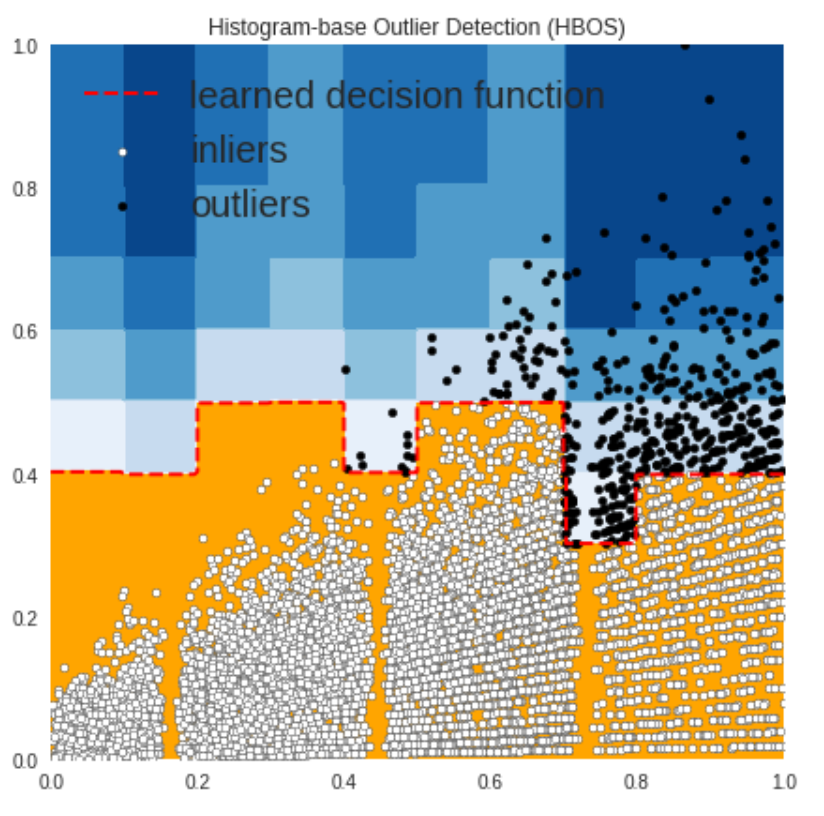 Histogram-base Outlier Detection (HBOS)
1.0
learned decision function
inliers
0.8
outliers
0.6
0.4
0.2
0.0
0.0 0.2 0.4 0.6 0.8 1.0